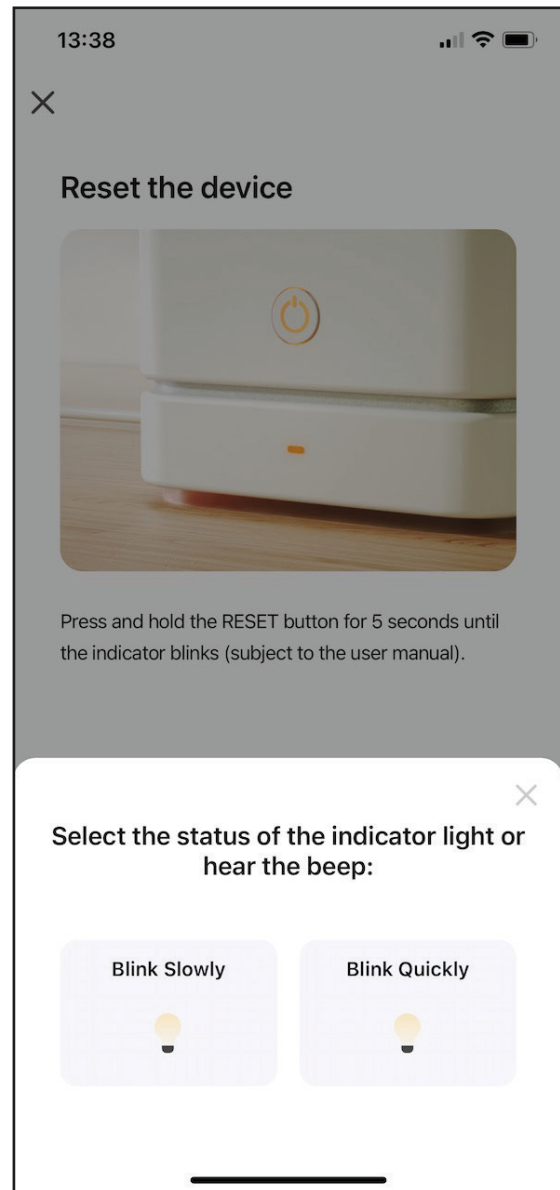 13:38
Reset the device
Press and hold the RESET button for 5 seconds until
the indicator blinks (subject to the user manual).
Select the status of the indicator light or
hear the beep:
Blink Slowly
Blink Quickly